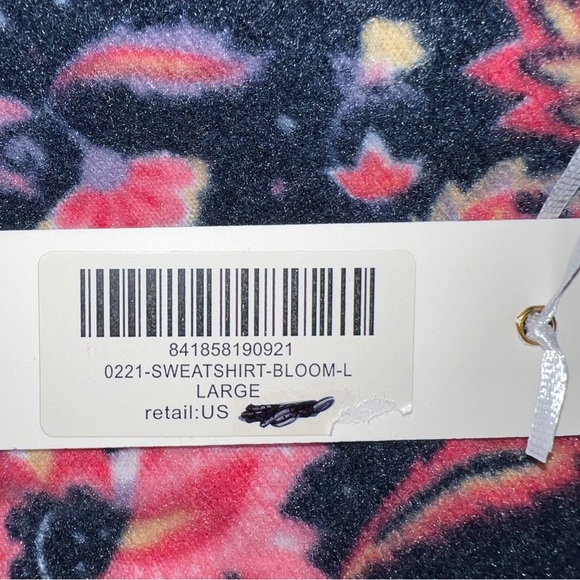 841858190921
0221-SWEATSHIRT-BLOOM-L
LARGE
retail:US